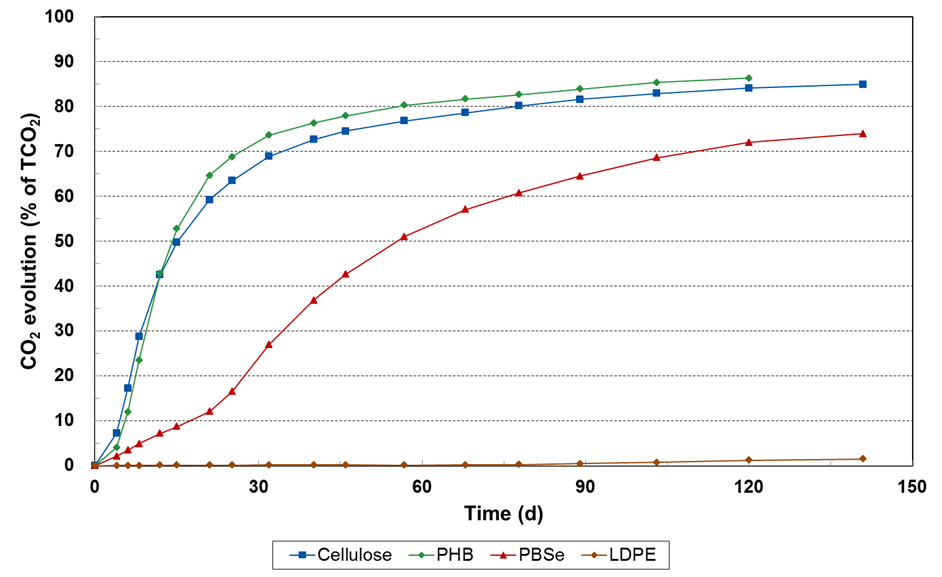 CO₂ evolution (% of TCO₂)
100
90
80
70
60
50
40
30
20
10
0
0 30 60 90 120 150
Time (d)
Cellulose PHB PBSe LDPE